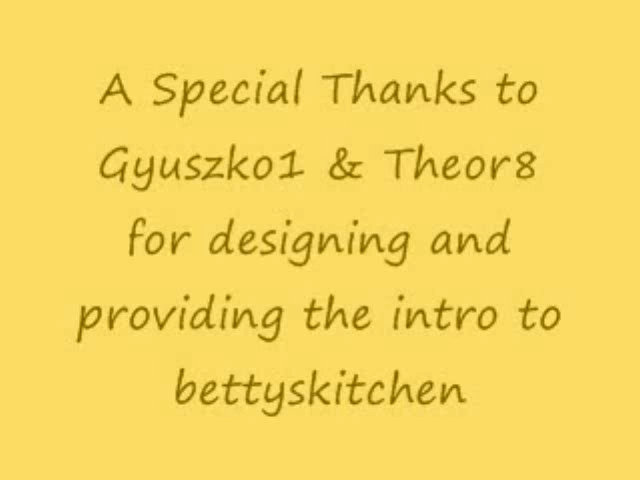 A Special Thanks to
Gyuszko1 & Theor8
for designing and
providing the intro to
bettyskitchen